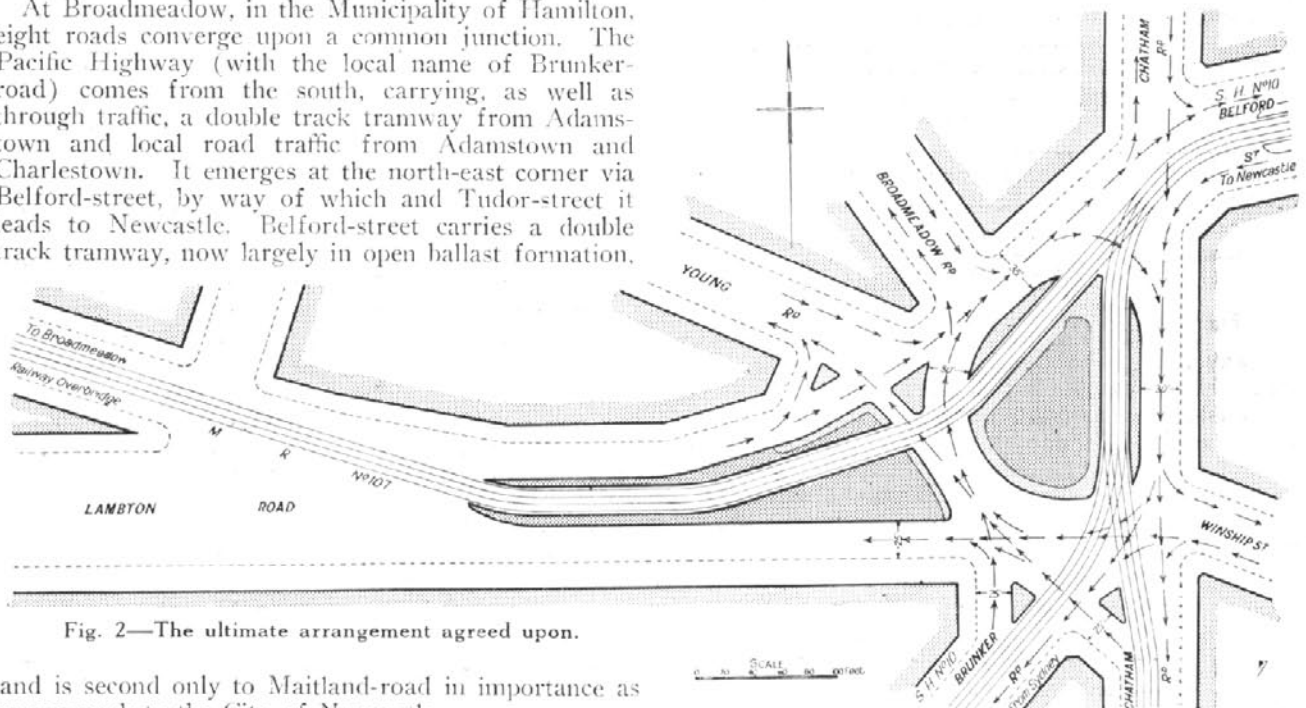 At Broadmeadow, in the Municipality of Hamilton,
eight roads converge upon a common junction. The
Pacific Highway (with the local name of Brunker-
road) comes from the south, carrying, as well as
through traffic, a double track tramway from Adams-
town and local road traffic from Adamstown and
Charlestown. It emerges at the north-east corner via
Belford-street, by way of which and Tudor-street it
leads to Newcastle. Belford-street carries a double
track tramway, now largely in open ballast formation,
CHATHAM
RD
S. H. Nº10
BELFORD
ST
To Newcastle
BROADMEADOW RD
YOUNG
RD
To Broadmeadow
Railway Overbridge
M R Nº107
LAMBTON ROAD
WINSHIP ST
Fig. 2—The ultimate arrangement agreed upon.
S. H. Nº10
BRUNKER
RD
From Sydney
CHATHAM
RD
SCALE
and is second only to Maitland-road in importance as